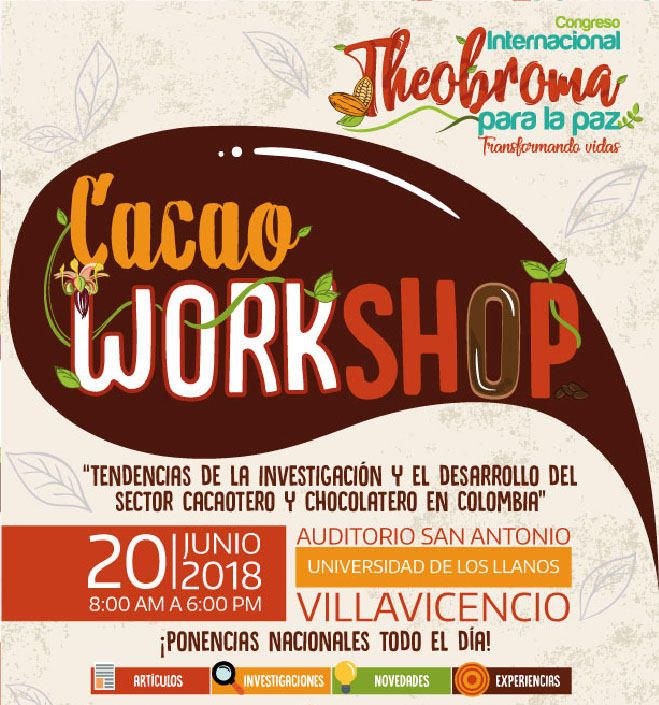 Congreso
Internacional
Theobroma
para la paz
Transformando vidas
Cacao
WORKSHOP
"TENDENCIAS DE LA INVESTIGACIÓN Y EL DESARROLLO DEL
SECTOR CACAOTERO Y CHOCOLATERO EN COLOMBIA"
20 JUNIO
2018
8:00 AM A 6:00 PM
AUDITORIO SAN ANTONIO
UNIVERSIDAD DE LOS LLANOS
VILLAVICENCIO
¡PONENCIAS NACIONALES TODO EL DÍA!
ARTÍCULOS INVESTIGACIONES NOVEDADES EXPERIENCIAS